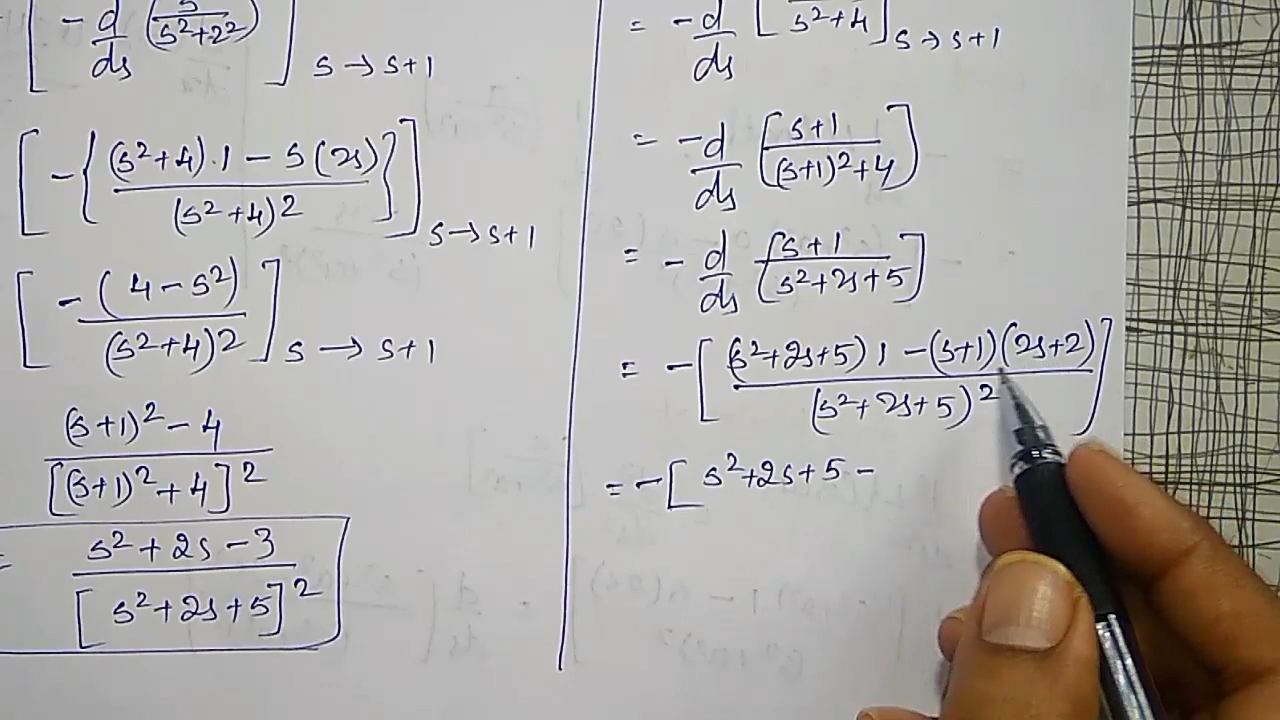 [ -d/ds (s/s²+2²) ] s→s+1
[ -{ (s²+4).1 - s(2s) / (s²+4)² } ] s→s+1
[ -(4-s²) / (s²+4)² ] s→s+1
(s+1)² - 4 / [(s+1)² + 4]²
= s² + 2s - 3 / [s²+2s+5]²
= -d/ds [ s²+4 ] s→s+1
= -d/ds [ s+1 / (s+1)²+4 ]
= -d/ds [ s+1 / s²+2s+5 ]
= -[ (s²+2s+5) 1 - (s+1)(2s+2) / (s²+2s+5)² ]
= -[ s²+2s+5 -